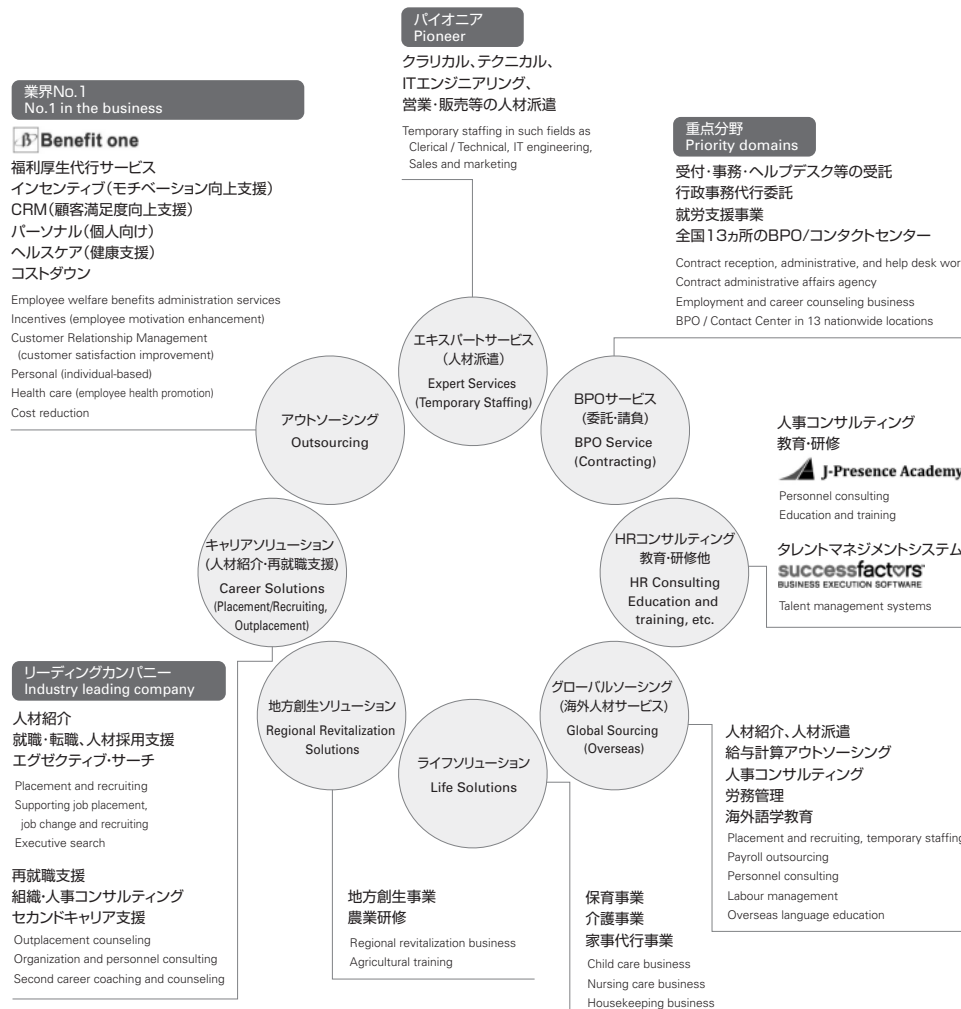 パイオニア
Pioneer
クラリカル、テクニカル、
ITエンジニアリング、
営業・販売等の人材派遣
Temporary staffing in such fields as
Clerical / Technical, IT engineering,
Sales and marketing
業界No.1
No.1 in the business
Benefit one
福利厚生代行サービス
インセンティブ(モチベーション向上支援)
CRM(顧客満足度向上支援)
パーソナル(個人向け)
ヘルスケア(健康支援)
コストダウン
Employee welfare benefits administration services
Incentives (employee motivation enhancement)
Customer Relationship Management
(customer satisfaction improvement)
Personal (individual-based)
Health care (employee health promotion)
Cost reduction
重点分野
Priority domains
受付・事務・ヘルプデスク等の受託
行政事務代行委託
就労支援事業
全国13ヵ所のBPO/コンタクトセンター
Contract reception, administrative, and help desk wor
Contract administrative affairs agency
Employment and career counseling business
BPO / Contact Center in 13 nationwide locations
エキスパートサービス
(人材派遣)
Expert Services
(Temporary Staffing)
アウトソーシング
Outsourcing
BPOサービス
(委託・請負)
BPO Service
(Contracting)
人事コンサルティング
教育・研修
J-Presence Academy
Personnel consulting
Education and training
タレントマネジメントシステム
successfactors
BUSINESS EXECUTION SOFTWARE
Talent management systems
キャリアソリューション
(人材紹介・再就職支援)
Career Solutions
(Placement/Recruiting,
Outplacement)
HRコンサルティング
教育・研修他
HR Consulting
Education and
training, etc.
リーディングカンパニー
Industry leading company
人材紹介
就職・転職、人材採用支援
エグゼクティブ・サーチ
Placement and recruiting
Supporting job placement,
job change and recruiting
Executive search
再就職支援
組織・人事コンサルティング
セカンドキャリア支援
Outplacement counseling
Organization and personnel consulting
Second career coaching and counseling
地方創生ソリューション
Regional Revitalization
Solutions
ライフソリューション
Life Solutions
グローバルソーシング
(海外人材サービス)
Global Sourcing
(Overseas)
人材紹介、人材派遣
給与計算アウトソーシング
人事コンサルティング
労務管理
海外語学教育
Placement and recruiting, temporary staffing
Payroll outsourcing
Personnel consulting
Labour management
Overseas language education
地方創生事業
農業研修
Regional revitalization business
Agricultural training
保育事業
介護事業
家事代行事業
Child care business
Nursing care business
Housekeeping business